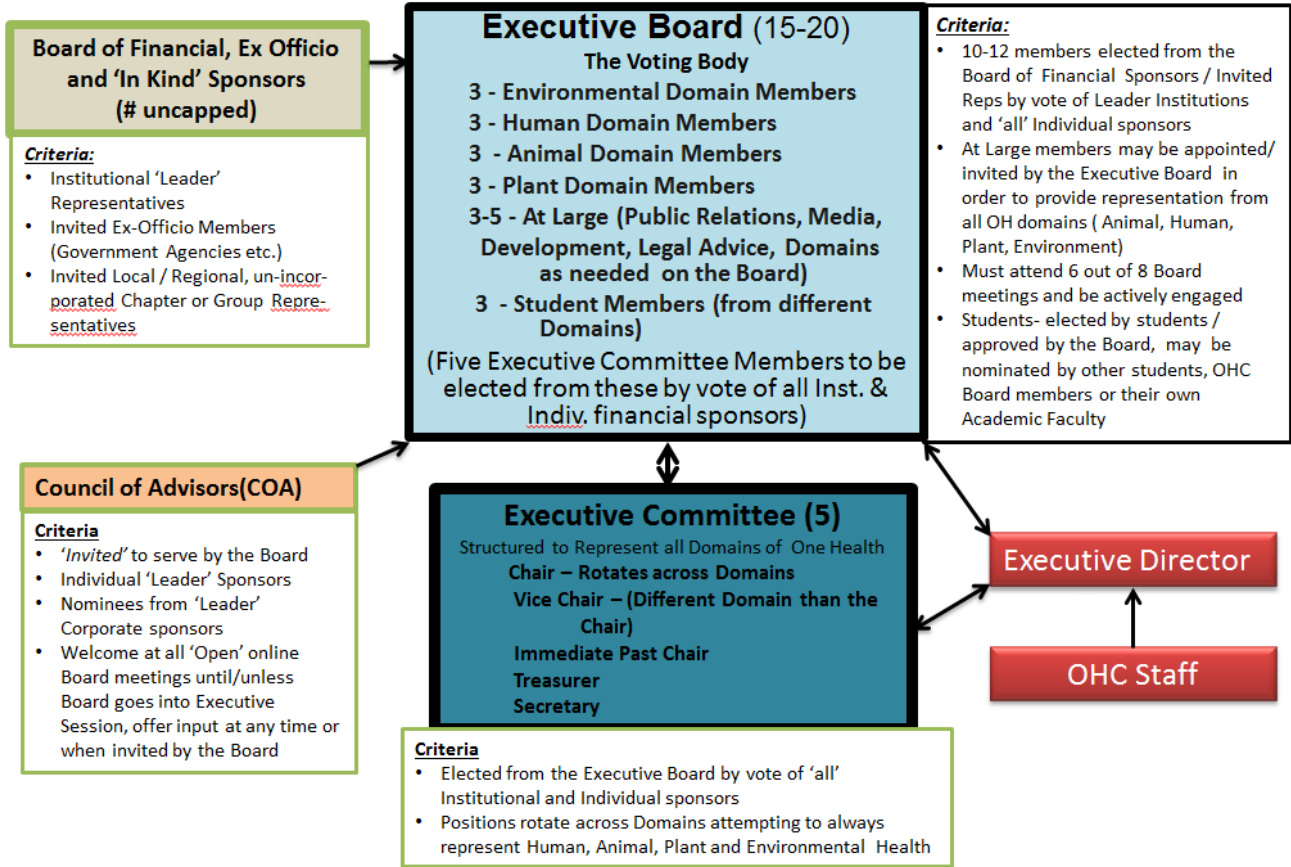 Board of Financial, Ex Officio
and ‘In Kind’ Sponsors
(# uncapped)
Criteria:
• Institutional ‘Leader’
Representatives
• Invited Ex-Officio Members
(Government Agencies etc.)
• Invited Local / Regional, un-incor-
porated Chapter or Group Repre-
sentatives
Executive Board (15-20)
The Voting Body
3 - Environmental Domain Members
3 - Human Domain Members
3 - Animal Domain Members
3 - Plant Domain Members
3-5 - At Large (Public Relations, Media,
Development, Legal Advice, Domains
as needed on the Board)
3 - Student Members (from different
Domains)
(Five Executive Committee Members to be
elected from these by vote of all Inst. &
Indiv. financial sponsors)
Criteria:
• 10-12 members elected from the
Board of Financial Sponsors / Invited
Reps by vote of Leader Institutions
and ‘all’ Individual sponsors
• At Large members may be appointed/
invited by the Executive Board in
order to provide representation from
all OH domains ( Animal, Human,
Plant, Environment)
• Must attend 6 out of 8 Board
meetings and be actively engaged
• Students- elected by students /
approved by the Board, may be
nominated by other students, OHC
Board members or their own
Academic Faculty
Council of Advisors(COA)
Criteria
• ‘Invited’ to serve by the Board
• Individual ‘Leader’ Sponsors
• Nominees from ‘Leader’
Corporate sponsors
• Welcome at all ‘Open’ online
Board meetings until/unless
Board goes into Executive
Session, offer input at any time or
when invited by the Board
Executive Committee (5)
Structured to Represent all Domains of One Health
Chair – Rotates across Domains
Vice Chair – (Different Domain than the
Chair)
Immediate Past Chair
Treasurer
Secretary
Criteria
• Elected from the Executive Board by vote of ‘all’
Institutional and Individual sponsors
• Positions rotate across Domains attempting to always
represent Human, Animal, Plant and Environmental Health
Executive Director
OHC Staff